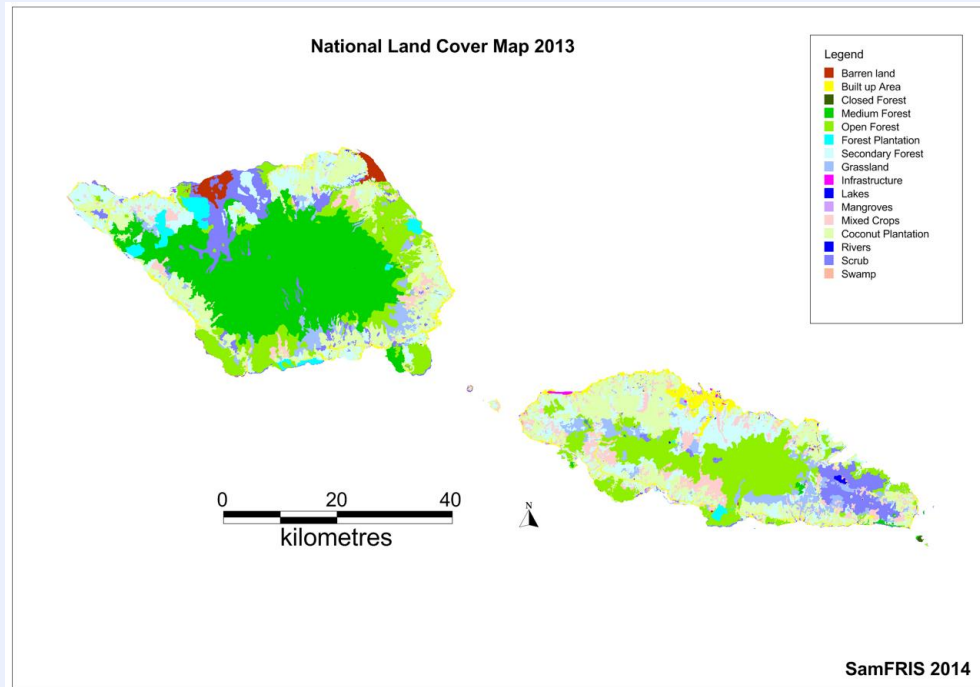 National Land Cover Map 2013
Legend
Barren land
Built up Area
Closed Forest
Medium Forest
Open Forest
Forest Plantation
Secondary Forest
Grassland
Infrastructure
Lakes
Mangroves
Mixed Crops
Coconut Plantation
Rivers
Scrub
Swamp
0 20 40
kilometres
N
SamFRIS 2014